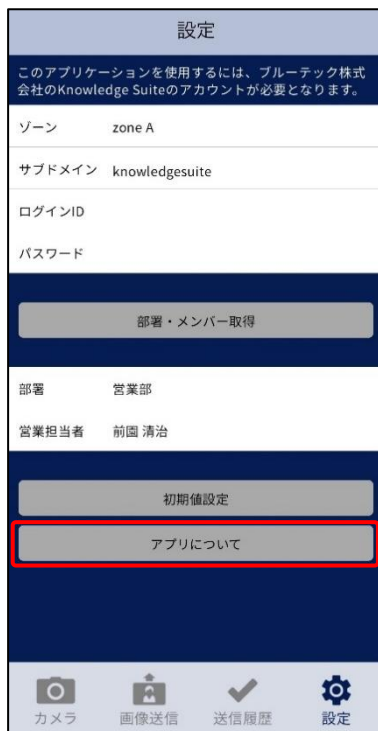 設定
このアプリケーションを使用するには、ブルーテック株式
会社のKnowledge Suiteのアカウントが必要となります。
ゾーン zone A
サブドメイン knowledgesuite
ログインID
パスワード
部署・メンバー取得
部署 営業部
営業担当者 前園 清治
初期値設定
アプリについて
カメラ 画像送信 送信履歴 設定